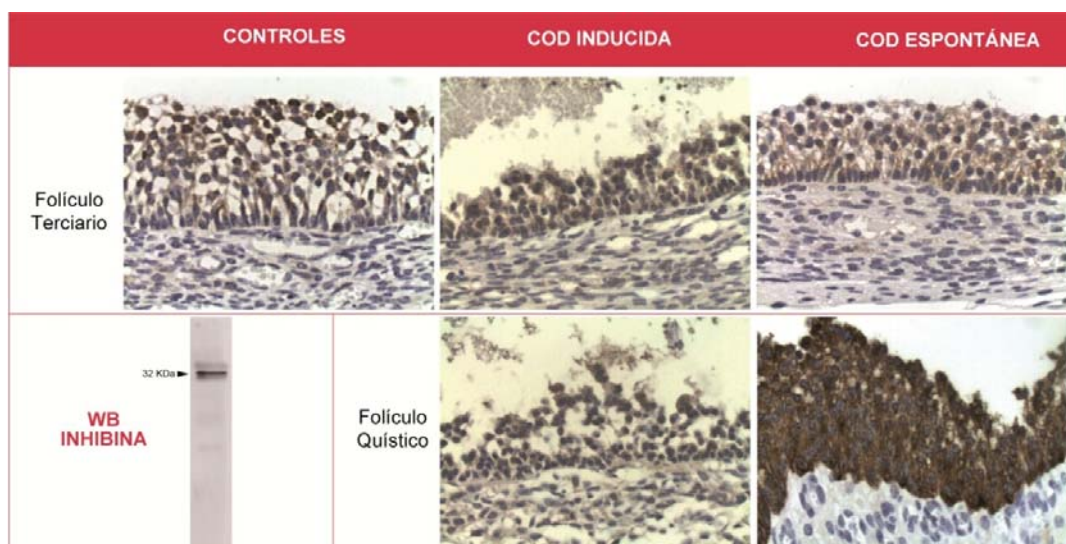 CONTROLES
COD INDUCIDA
COD ESPONTÁNEA
Folículo
Terciario
32 KDa
WB
INHIBINA
Folículo
Quístico